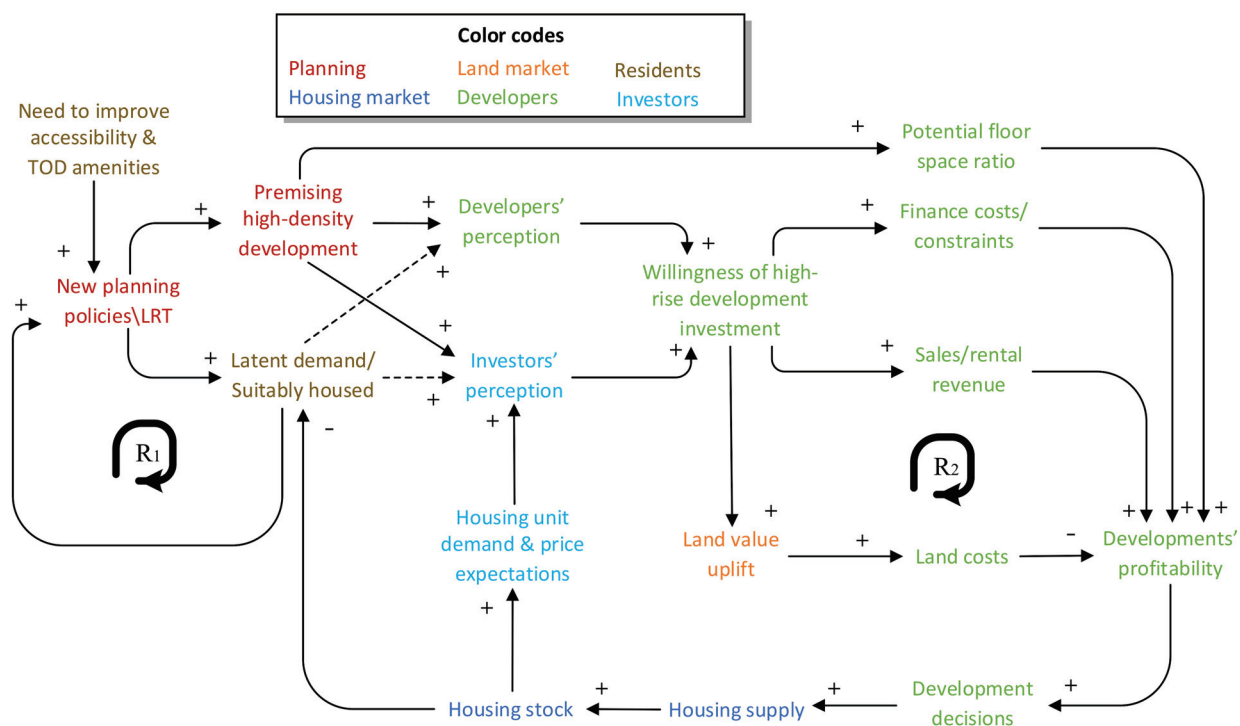 Color codes
Planning
Land market
Residents
Housing market
Developers
Investors
Need to improve
accessibility &
TOD amenities
+
New planning
policies\LRT
+
+
Premising
high-density
development
+
Latent demand/
Suitably housed
-
R1
+
Developers'
perception
+
+
Investors'
perception
+
+
+
Housing unit
demand & price
expectations
+
+
Willingness of high-
rise development
investment
+
+
Potential floor
space ratio
+
Finance costs/
constraints
+
Sales/rental
revenue
R2
+
Land value
uplift
+
Land costs
-
+ + +
Developments'
profitability
+
Development
decisions
+
Housing supply
+
Housing stock